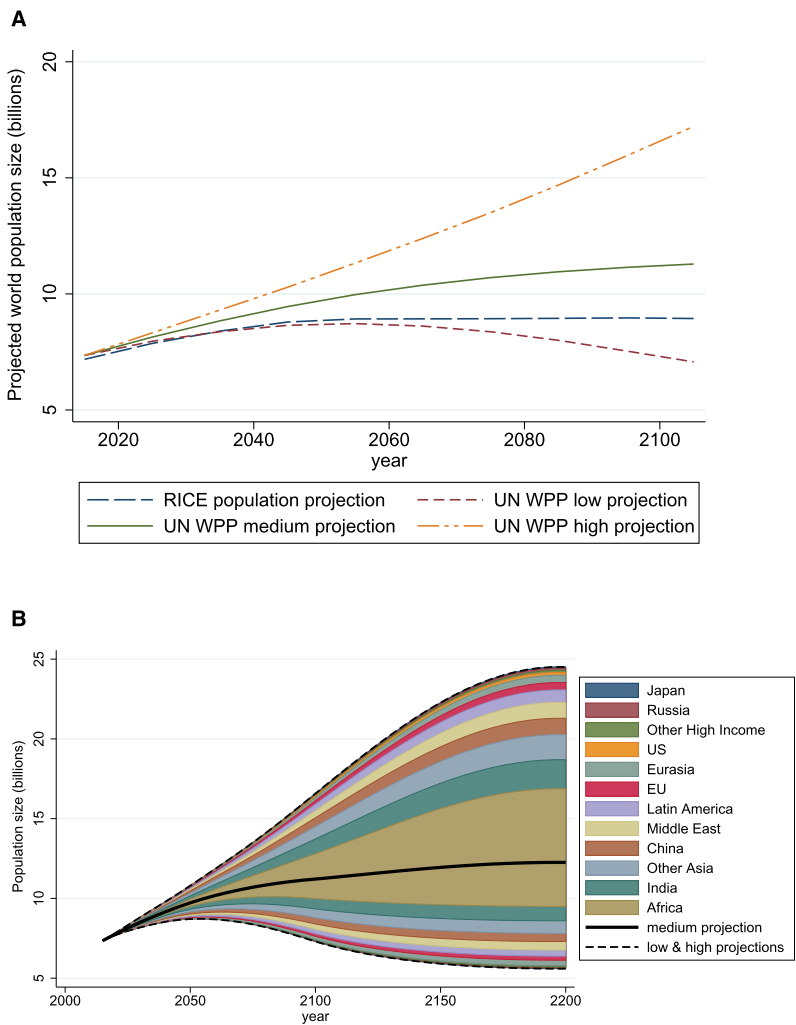 A
Projected world population size (billions)
20
15
10
5
2020 2040 2060 2080 2100
year
RICE population projection UN WPP low projection
UN WPP medium projection UN WPP high projection
B
Population size (billions)
25
20
15
10
5
2000 2050 2100 2150 2200
year
Japan
Russia
Other High Income
US
Eurasia
EU
Latin America
Middle East
China
Other Asia
India
Africa
medium projection
low & high projections